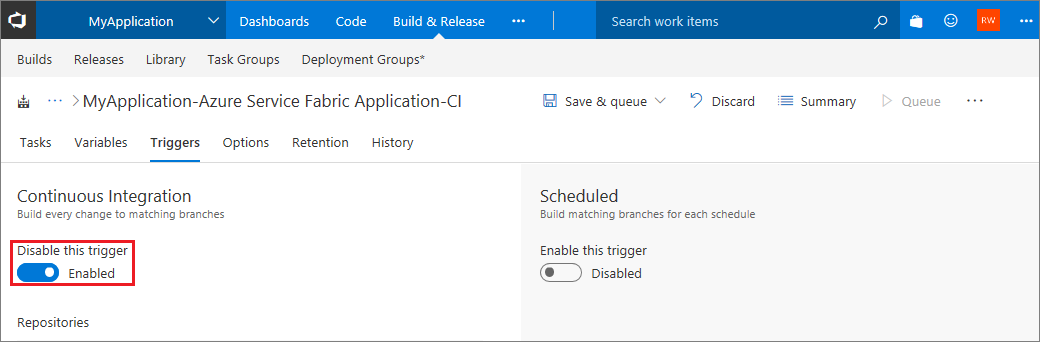 MyApplication Dashboards Code Build & Release ••• Search work items RW •••
Builds Releases Library Task Groups Deployment Groups*
••• > MyApplication-Azure Service Fabric Application-CI Save & queue Discard Summary Queue •••
Tasks Variables Triggers Options Retention History
Continuous Integration
Build every change to matching branches
Disable this trigger
Enabled
Repositories
Scheduled
Build matching branches for each schedule
Enable this trigger
Disabled